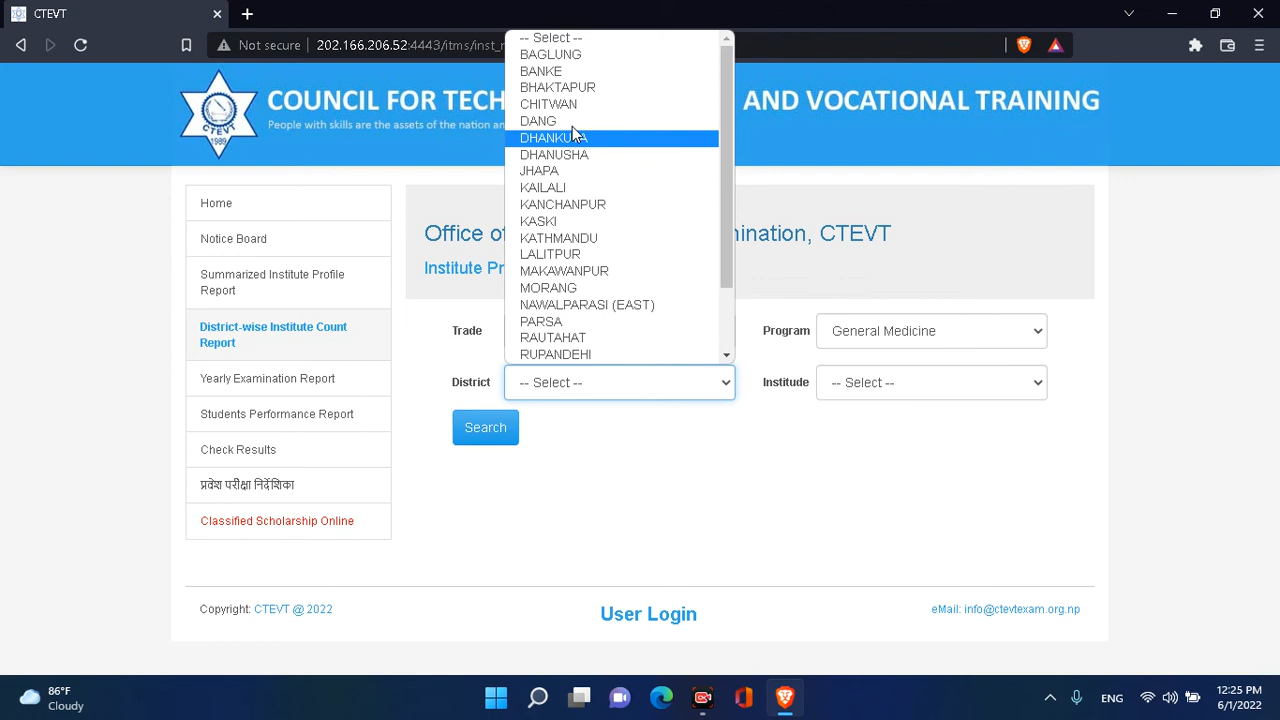 CTEVT
Not secure 202.166.206.52:4443/itms/inst_r
COUNCIL FOR TECH AND VOCATIONAL TRAINING
People with skills are the assets of the nation an
CTEVT
1989
-- Select --
BAGLUNG
BANKE
BHAKTAPUR
CHITWAN
DANG
DHANKUTA
DHANUSHA
JHAPA
KAILALI
KANCHANPUR
KASKI
KATHMANDU
LALITPUR
MAKAWANPUR
MORANG
NAWALPARASI (EAST)
PARSA
RAUTAHAT
RUPANDEHI
Home
Notice Board
Summarized Institute Profile
Report
District-wise Institute Count
Report
Yearly Examination Report
Students Performance Report
Check Results
प्रवेश परीक्षा निर्देशिका
Classified Scholarship Online
Office o mination, CTEVT
Institute Pr
Trade Program General Medicine
District -- Select -- Institude -- Select --
Search
Copyright: CTEVT @ 2022 User Login eMail: info@ctevtexam.org.np
86°F
Cloudy
ENG
12:25 PM
6/1/2022